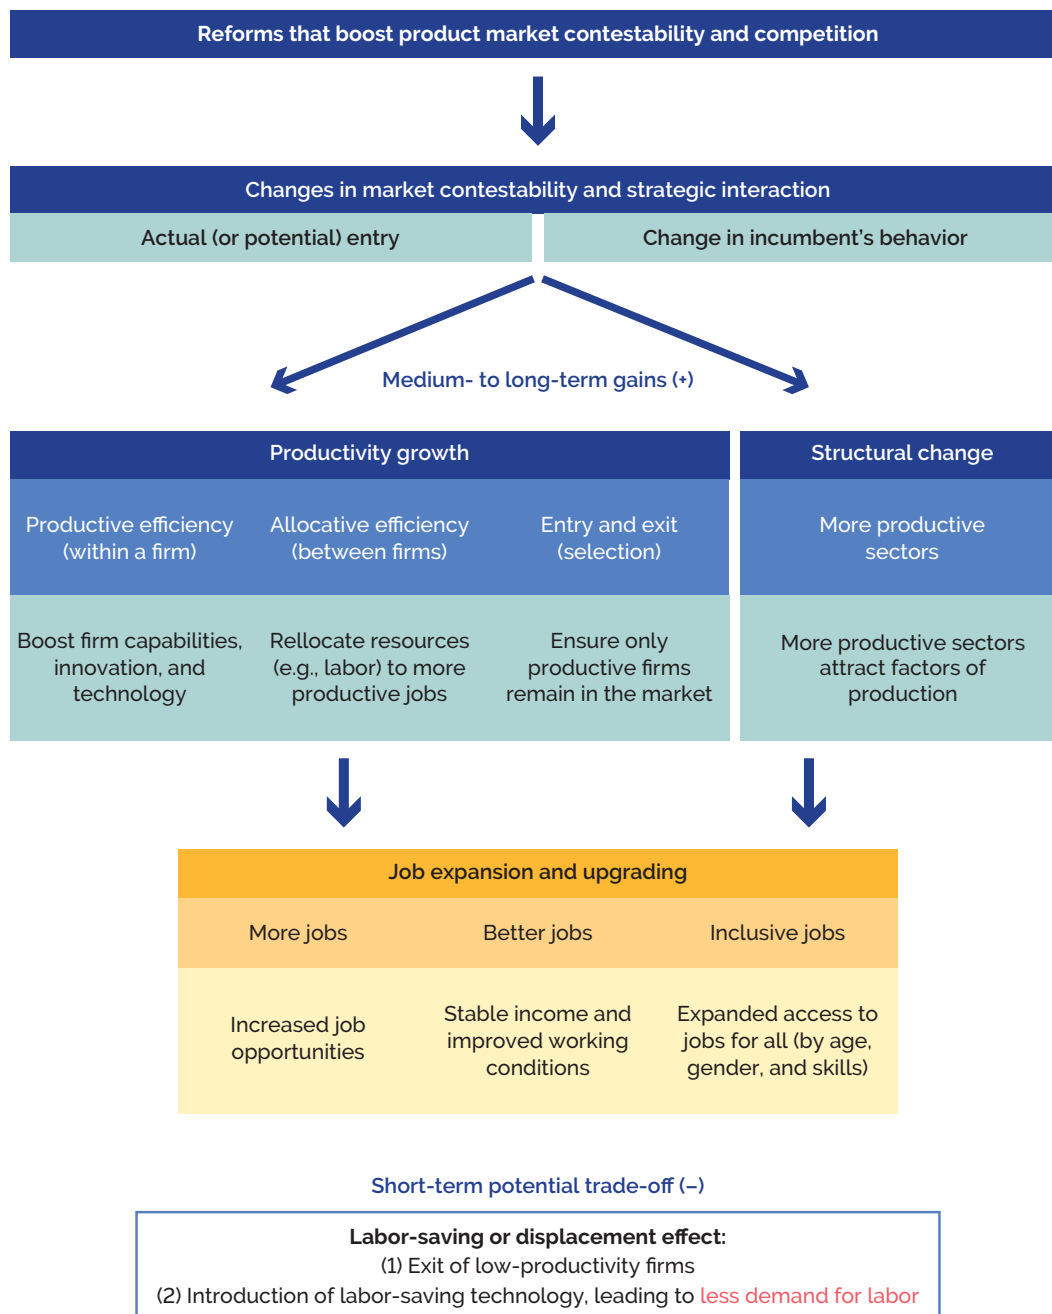 Reforms that boost product market contestability and competition
Changes in market contestability and strategic interaction
Actual (or potential) entry
Change in incumbent's behavior
Medium- to long-term gains (+)
Productivity growth
Productive efficiency
(within a firm)
Allocative efficiency
(between firms)
Entry and exit
(selection)
Boost firm capabilities,
innovation, and
technology
Rellocate resources
(e.g., labor) to more
productive jobs
Ensure only
productive firms
remain in the market
Structural change
More productive
sectors
More productive sectors
attract factors of
production
Job expansion and upgrading
More jobs
Better jobs
Inclusive jobs
Increased job
opportunities
Stable income and
improved working
conditions
Expanded access to
jobs for all (by age,
gender, and skills)
Short-term potential trade-off (–)
Labor-saving or displacement effect:
(1) Exit of low-productivity firms
(2) Introduction of labor-saving technology, leading to less demand for labor